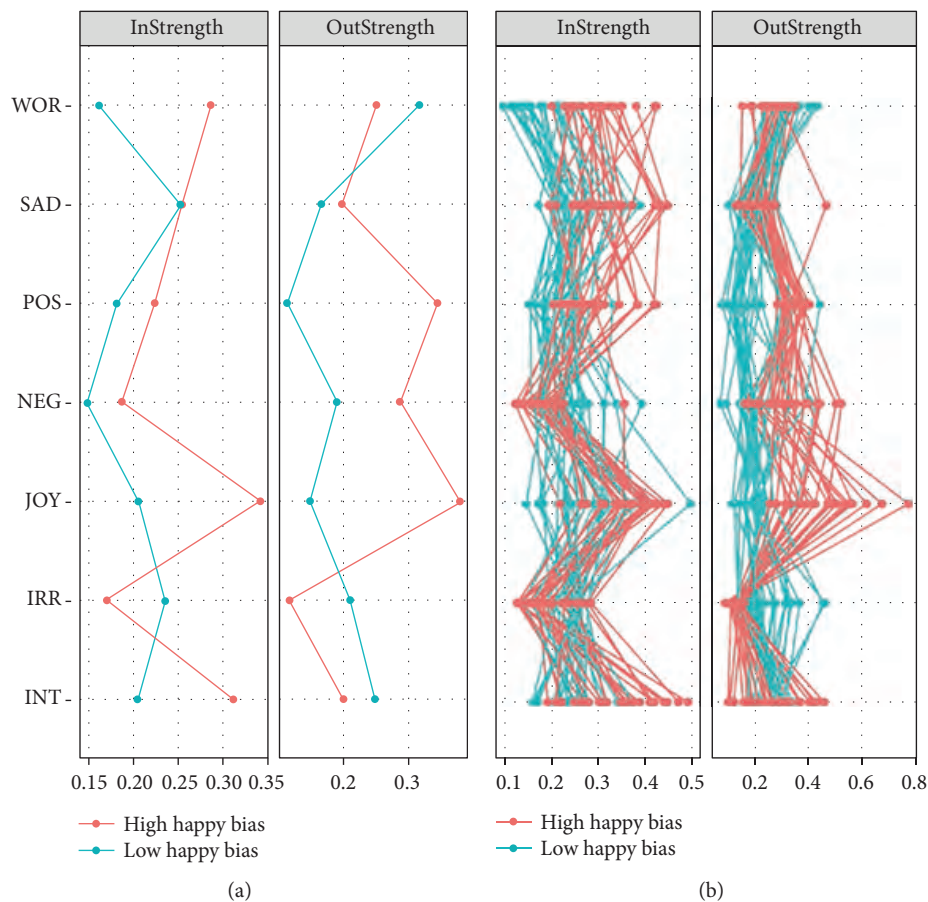 InStrength OutStrength InStrength OutStrength
WOR
SAD
POS
NEG
JOY
IRR
INT
0.15 0.20 0.25 0.30 0.35 0.2 0.3 0.1 0.2 0.3 0.4 0.5 0.2 0.4 0.6 0.8
High happy bias
Low happy bias
High happy bias
Low happy bias
(a) (b)